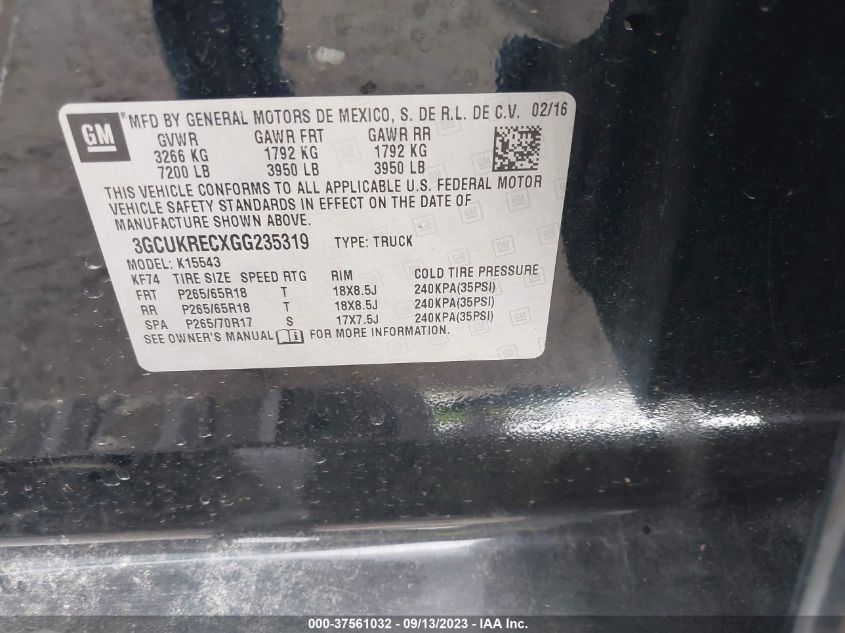 GM
MFD BY GENERAL MOTORS DE MEXICO, S. DE R.L. DE C.V. 02/16
GVWR GAWR FRT GAWR RR
3266 KG 1792 KG 1792 KG
7200 LB 3950 LB 3950 LB
THIS VEHICLE CONFORMS TO ALL APPLICABLE U.S. FEDERAL MOTOR
VEHICLE SAFETY STANDARDS IN EFFECT ON THE DATE OF
MANUFACTURE SHOWN ABOVE.
3GCUKRECXGG235319 TYPE: TRUCK
MODEL: K15543
KF74 TIRE SIZE SPEED RTG RIM COLD TIRE PRESSURE
FRT P265/65R18 T 18X8.5J 240KPA(35PSI)
RR P265/65R18 T 18X8.5J 240KPA(35PSI)
SPA P265/70R17 S 17X7.5J 240KPA(35PSI)
SEE OWNER'S MANUAL FOR MORE INFORMATION.
000-37561032 - 09/13/2023 - IAA Inc.